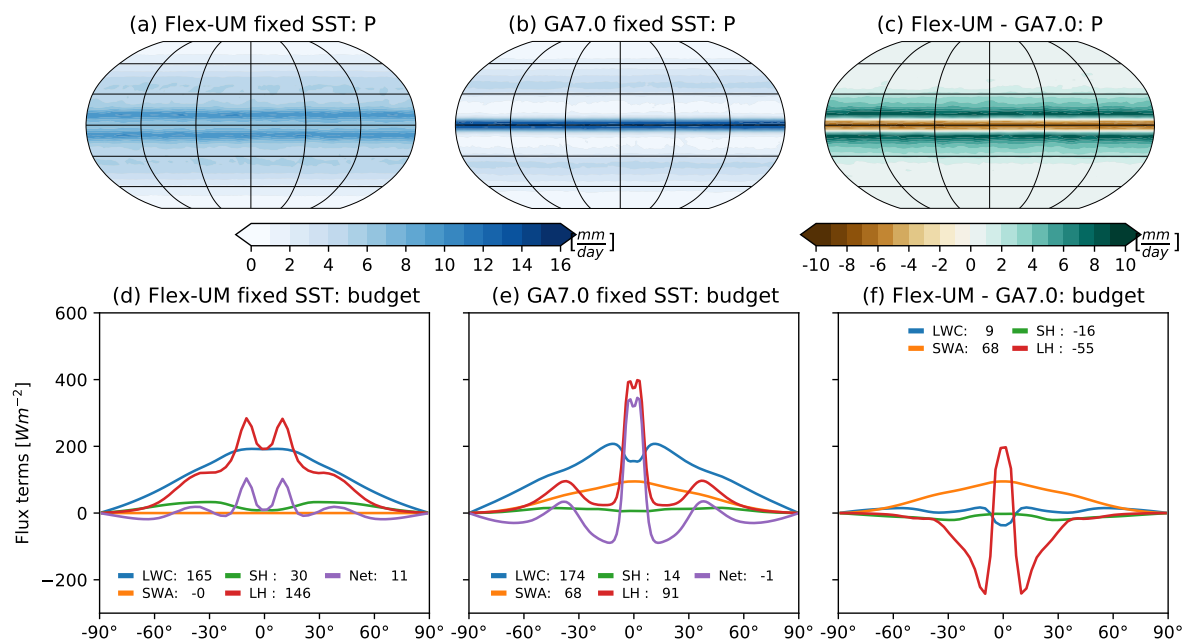 (a) Flex-UM fixed SST: P
(b) GA7.0 fixed SST: P
(c) Flex-UM - GA7.0: P
0 2 4 6 8 10 12 14 16 [mm/day]
-10 -8 -6 -4 -2 0 2 4 6 8 10 [mm/day]
(d) Flex-UM fixed SST: budget
(e) GA7.0 fixed SST: budget
(f) Flex-UM - GA7.0: budget
Flux terms [Wm⁻²]
600
400
200
0
−200
LWC: 165 SH : 30 Net: 11
SWA: -0 LH : 146
-90° -60° -30° 0° 30° 60° 90°
LWC: 174 SH : 14 Net: -1
SWA: 68 LH : 91
-90° -60° -30° 0° 30° 60° 90°
LWC: 9 SH : -16
SWA: 68 LH : -55
-90° -60° -30° 0° 30° 60° 90°